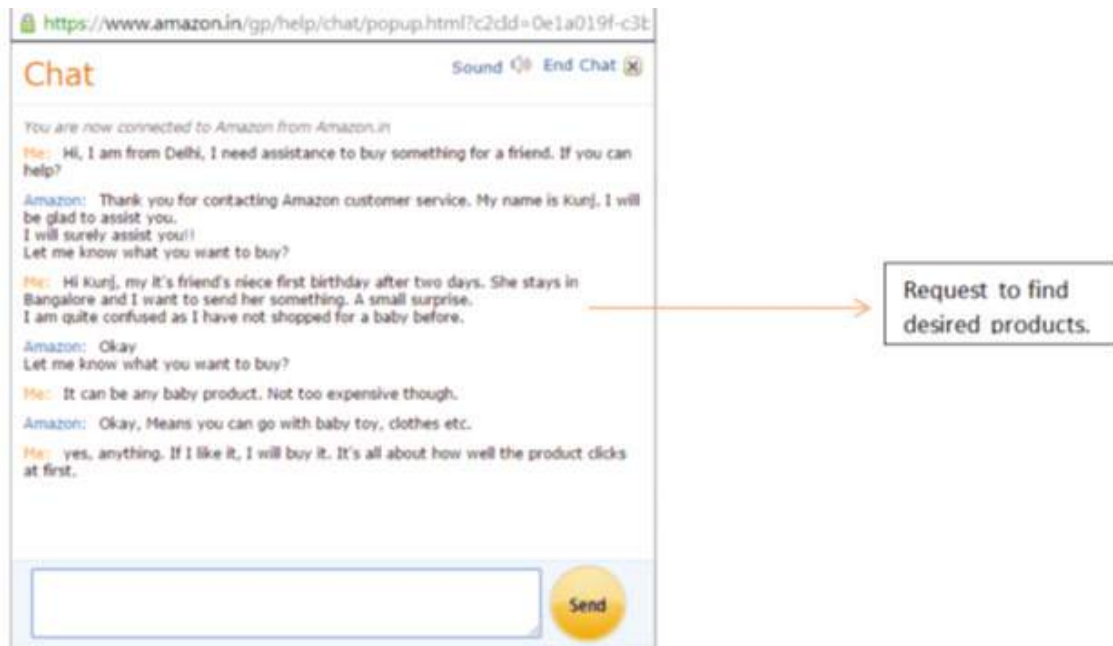 https://www.amazon.in/gp/help/chat/popup.html?c2cId=0e1a019f-c3b
Chat
Sound End Chat
You are now connected to Amazon from Amazon.in
Me: Hi, I am from Delhi, I need assistance to buy something for a friend. If you can
help?
Amazon: Thank you for contacting Amazon customer service. My name is Kunj. I will
be glad to assist you.
I will surely assist you!!
Let me know what you want to buy?
Me: Hi Kunj, my it's friend's niece first birthday after two days. She stays in
Bangalore and I want to send her something. A small surprise.
I am quite confused as I have not shopped for a baby before.
Amazon: Okay
Let me know what you want to buy?
Me: It can be any baby product. Not too expensive though.
Amazon: Okay, Means you can go with baby toy, clothes etc.
Me: yes, anything. If I like it, I will buy it. It's all about how well the product clicks
at first.
Send
Request to find
desired products.